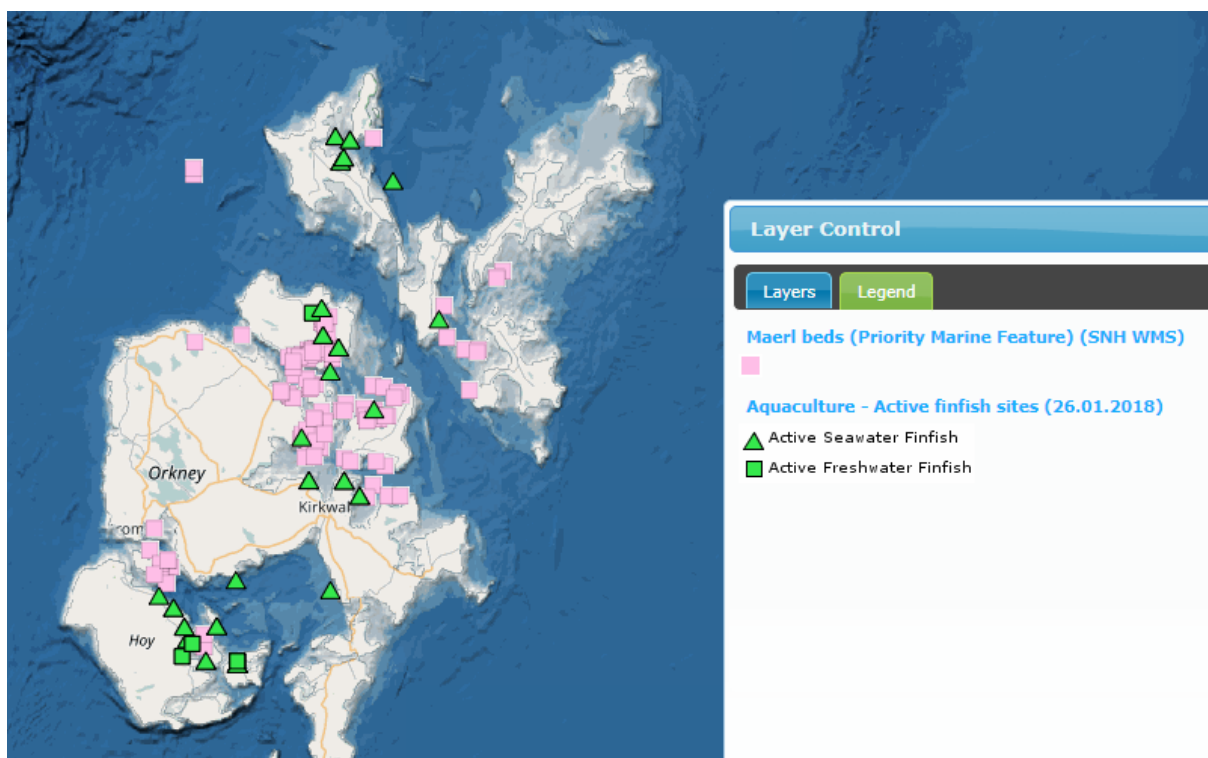 Layer Control
Layers
Legend
Maerl beds (Priority Marine Feature) (SNH WMS)
Aquaculture - Active finfish sites (26.01.2018)
Active Seawater Finfish
Active Freshwater Finfish
Orkney
Kirkwal
rom
Hoy